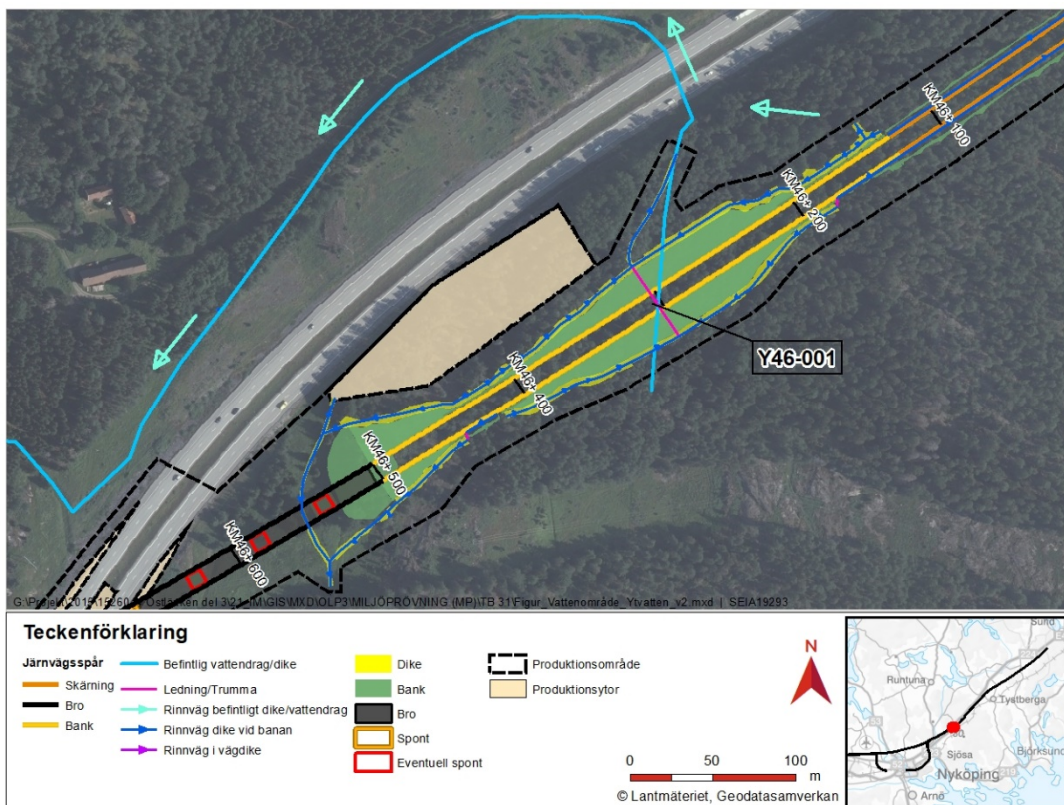 KM46+ 100
KM46+ 200
Y46-001
KM46+ 400
KM46+ 500
KM46+ 600
Teckenförklaring
Järnvägsspår
Skärning
Bro
Bank
Befintlig vattendrag/dike
Ledning/Trumma
Rinnväg befintligt dike/vattendrag
Rinnväg dike vid banan
Rinnväg i vägdike
Dike
Bank
Bro
Spont
Eventuell spont
Produktionsområde
Produktionsytor
N
0 50 100
m
© Lantmäteriet, Geodatasamverkan
Sund
Runtuna
Tystberga
Sjösa
Björksund
Nyköping
Arnö